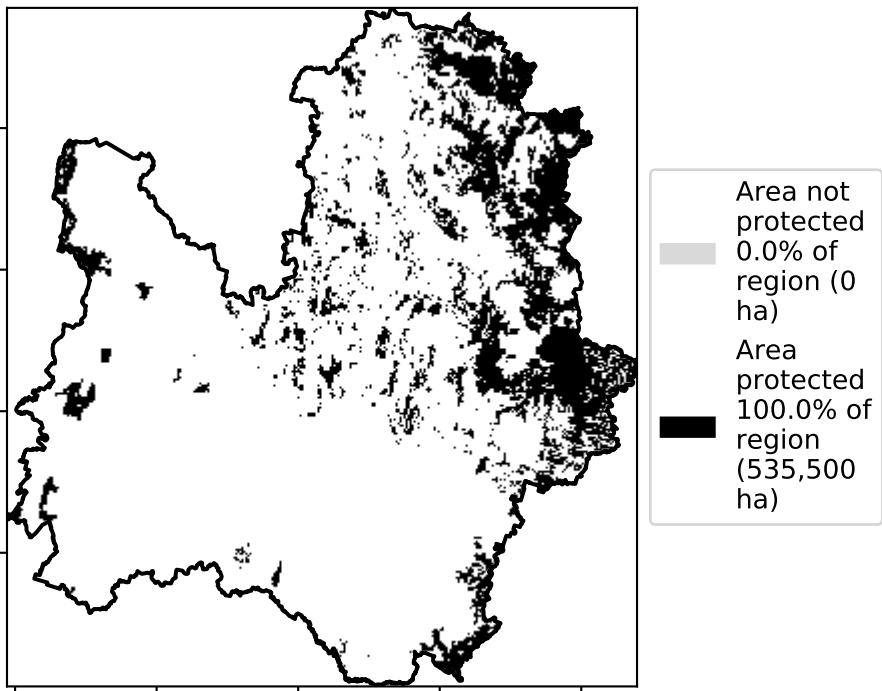 Area not
protected
0.0% of
region (0
ha)
Area
protected
100.0% of
region
(535,500
ha)